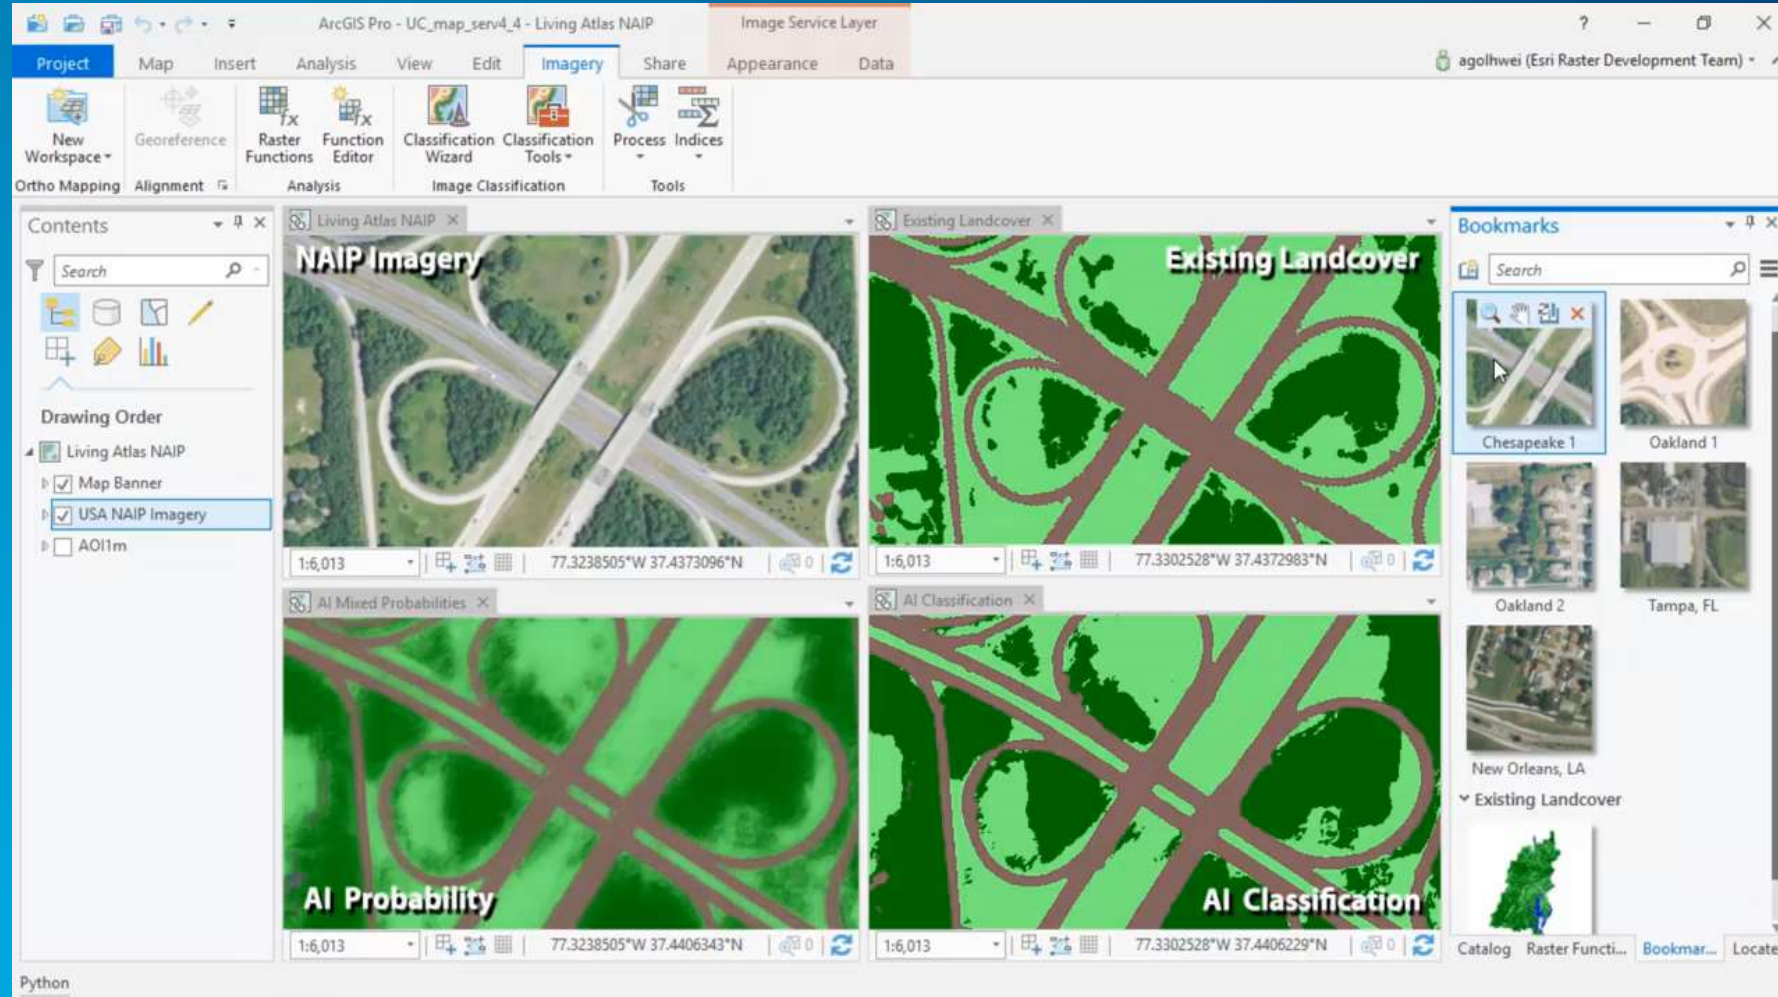 ArcGIS Pro - UC_map_serv4_4 - Living Atlas NAIP
Image Service Layer
?
Project Map Insert Analysis View Edit Imagery Share Appearance Data
agolhwei (Esri Raster Development Team)
New Workspace
Georeference
Raster Functions
Function Editor
Classification Wizard
Classification Tools
Process
Indices
Ortho Mapping
Alignment
Analysis
Image Classification
Tools
Contents
Search
Drawing Order
Living Atlas NAIP
Map Banner
USA NAIP Imagery
AOI1m
Living Atlas NAIP
NAIP Imagery
1:6,013
77.3238505°W 37.4373096°N
0
Existing Landcover
Existing Landcover
1:6,013
77.3302528°W 37.4372983°N
0
AI Mixed Probabilities
AI Probability
1:6,013
77.3238505°W 37.4406343°N
0
AI Classification
AI Classification
1:6,013
77.3302528°W 37.4406229°N
0
Bookmarks
Search
Chesapeake 1
Oakland 1
Oakland 2
Tampa, FL
New Orleans, LA
Existing Landcover
Catalog Raster Functi... Bookmar... Locate
Python